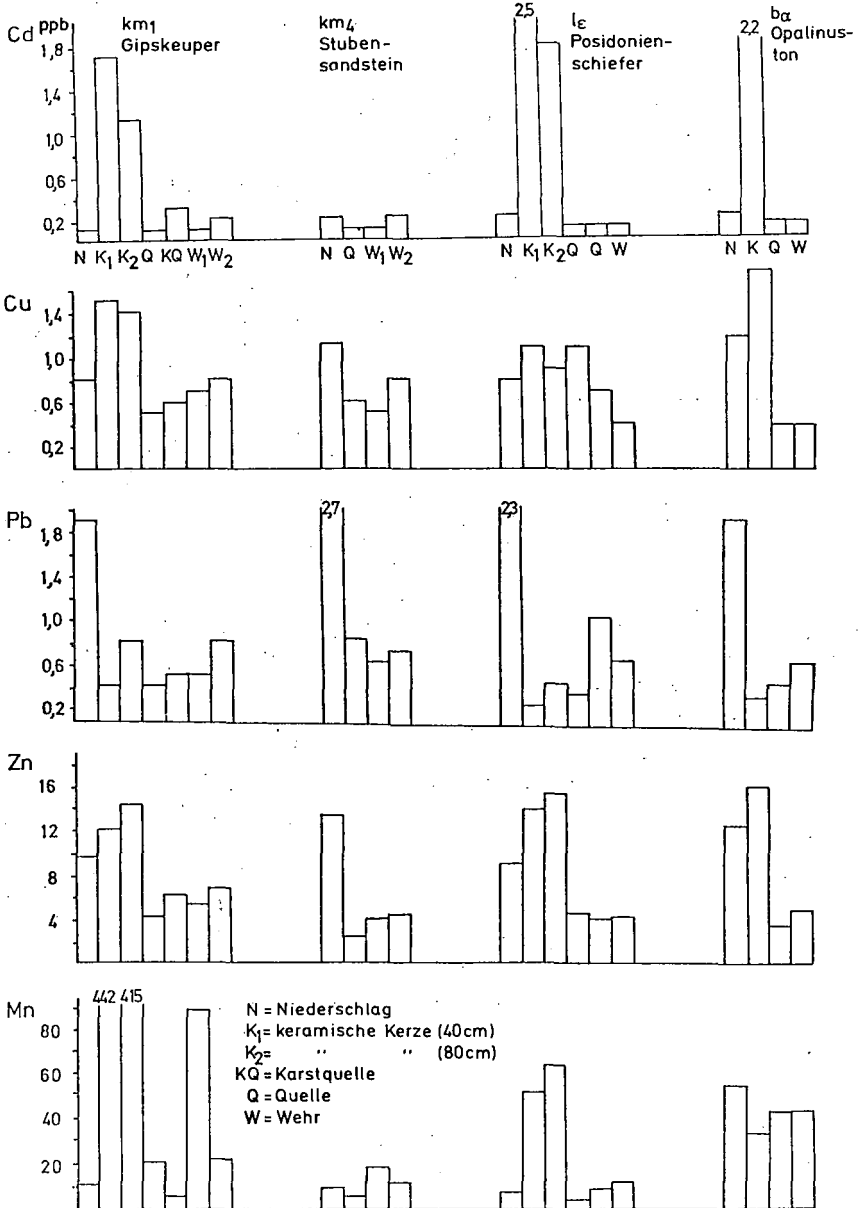 Cd ppb
km1 Gipskeuper
km4 Stuben-sandstein
2,5
lε Posidonien-schiefer
2,2
bα Opalinus-ton
1,8
1,4
1,0
0,6
0,2
N K1 K2 Q KQ W1 W2
N Q W1 W2
N K1 K2 Q Q W
N K Q W
Cu
1,4
1,0
0,6
0,2
Pb
2,7
2,3
1,8
1,4
1,0
0,6
0,2
Zn
16
12
8
4
Mn
442 415
80
60
40
20
N = Niederschlag
K1= keramische Kerze (40cm)
K2= " " (80cm)
KQ = Karstquelle
Q = Quelle
W = Wehr